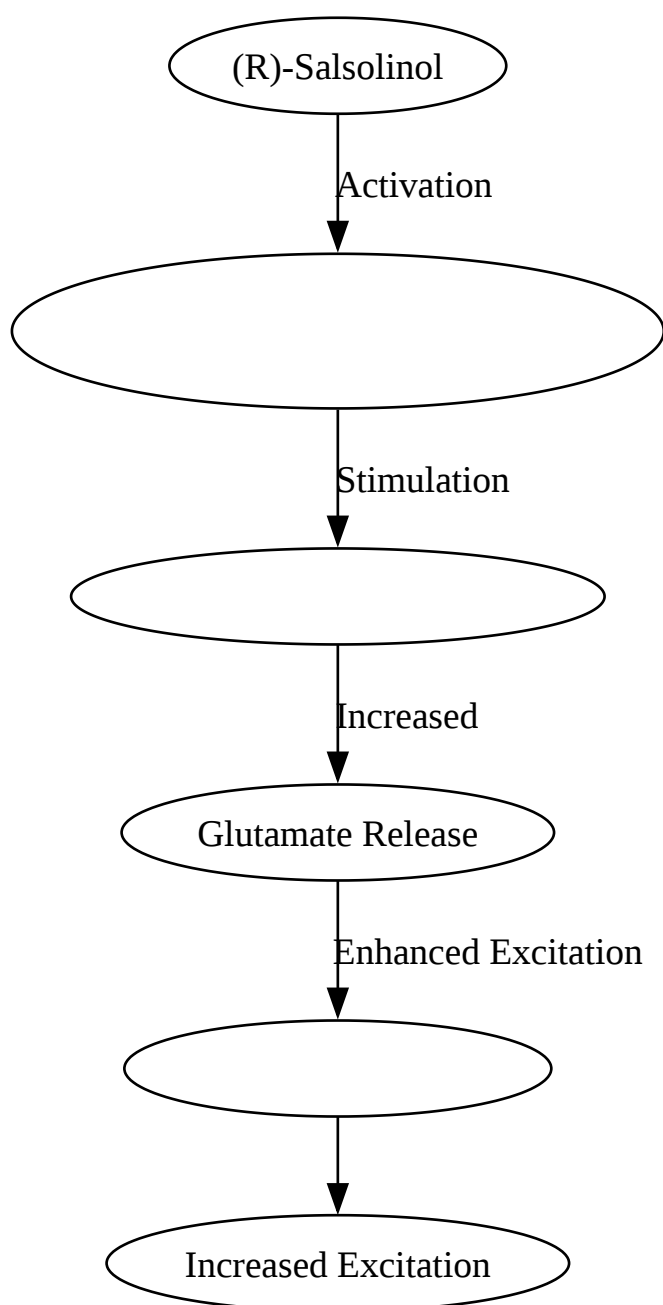 (R)-Salsolinol
Activation
Stimulation
Increased
Glutamate Release
Enhanced Excitation
Increased Excitation